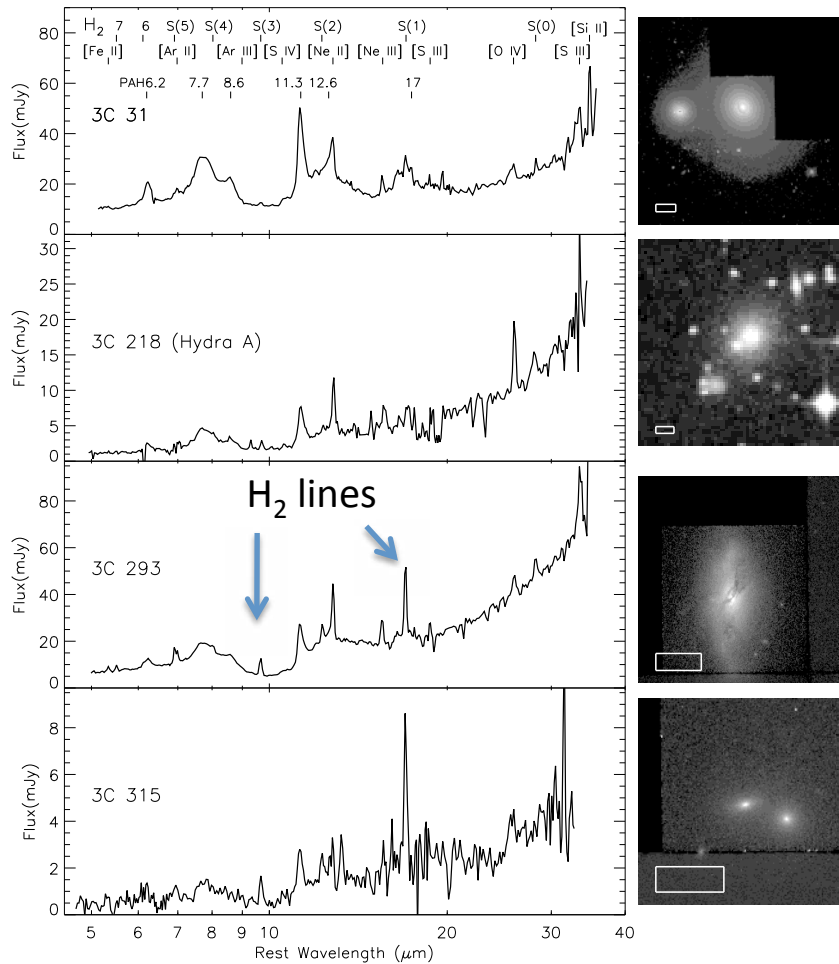 H₂ 7 6 S(5) S(4) S(3) S(2) S(1) S(0) [Si II]
[Fe II] [Ar II] [Ar III] [S IV] [Ne II] [Ne III] [S III] [O IV] [S III]
PAH6.2 7.7 8.6 11.3 12.6 17
3C 31
Flux(mJy)
80
60
40
20
0
3C 218 (Hydra A)
Flux(mJy)
30
25
20
15
10
5
0
H₂ lines
3C 293
Flux(mJy)
80
60
40
20
0
3C 315
Flux(mJy)
8
6
4
2
0
5 6 7 8 9 10 20 30 40
Rest Wavelength (μm)